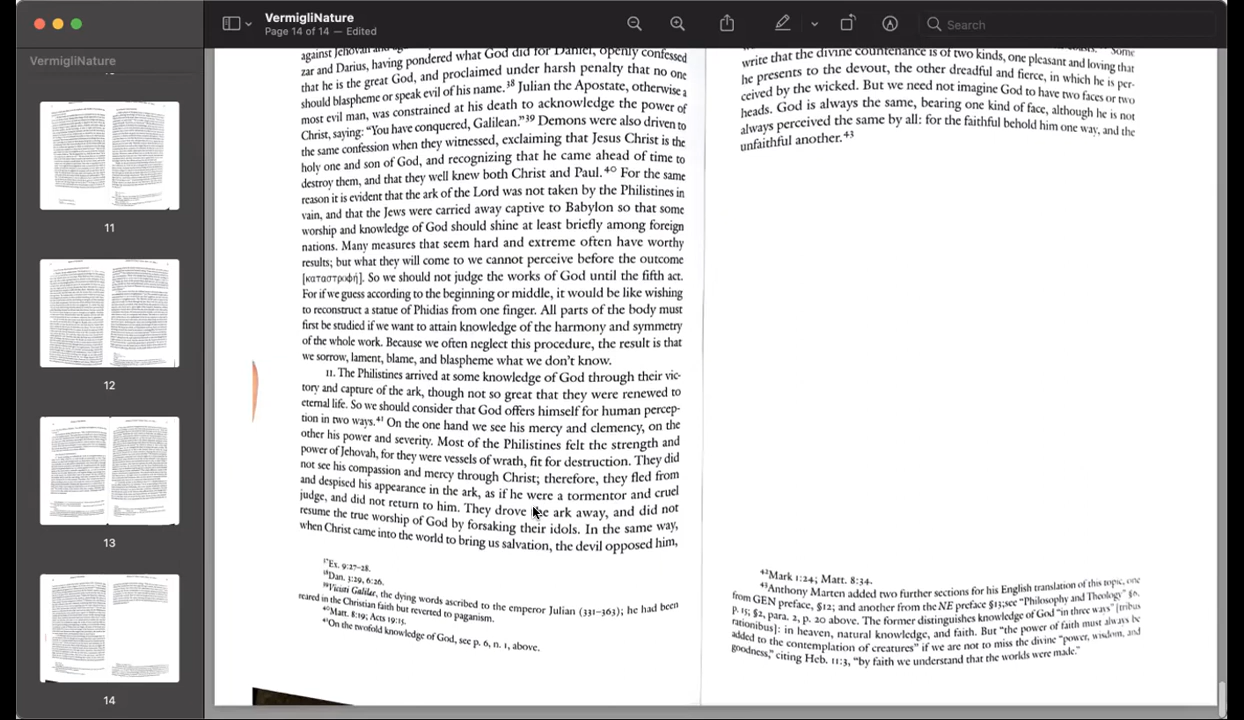 VermigliNature
Page 14 of 14 — Edited
Search
VermigliNature
11
12
13
14
against Jehovah and
zar and Darius, having pondered what God did for Daniel, openly confessed
that he is the great God, and proclaimed under harsh penalty that no one
should blaspheme or speak evil of his name.³⁸ Julian the Apostate, otherwise a
most evil man, was constrained at his death to acknowledge the power of
Christ, saying: “You have conquered, Galilean.”³⁹ Demons were also driven to
the same confession when they witnessed, exclaiming that Jesus Christ is the
holy one and son of God, and recognizing that he came ahead of time to
destroy them, and that they well knew both Christ and Paul.⁴⁰ For the same
reason it is evident that the ark of the Lord was not taken by the Philistines in
vain, and that the Jews were carried away captive to Babylon so that some
worship and knowledge of God should shine at least briefly among foreign
nations. Many measures that seem hard and extreme often have worthy
results; but what they will come to we cannot perceive before the outcome
[καταστροφή]. So we should not judge the works of God until the fifth act.
For if we guess according to the beginning or middle, it would be like wishing
to reconstruct a statue of Phidias from one finger. All parts of the body must
first be studied if we want to attain knowledge of the harmony and symmetry
of the whole work. Because we often neglect this procedure, the result is that
we sorrow, lament, blame, and blaspheme what we don’t know.
11. The Philistines arrived at some knowledge of God through their vic-
tory and capture of the ark, though not so great that they were renewed to
eternal life. So we should consider that God offers himself for human percep-
tion in two ways.⁴¹ On the one hand we see his mercy and clemency, on the
other his power and severity. Most of the Philistines felt the strength and
power of Jehovah, for they were vessels of wrath, fit for destruction. They did
not see his compassion and mercy through Christ; therefore, they fled from
and despised his appearance in the ark, as if he were a tormentor and cruel
judge, and did not return to him. They drove the ark away, and did not
resume the true worship of God by forsaking their idols. In the same way,
when Christ came into the world to bring us salvation, the devil opposed him,
³⁷Ex. 9:27–28.
³⁸Dan. 3:29, 6:26.
³⁹Vicisti Galilæ, the dying words ascribed to the emperor Julian (331–363); he had been
reared in the Christian faith but reverted to paganism.
⁴⁰Matt. 8:19; Acts 19:15.
⁴¹On the twofold knowledge of God, see p. 6, n. 1, above.
Some
write that the divine countenance is of two kinds, one pleasant and loving that
he presents to the devout, the other dreadful and fierce, in which he is per-
ceived by the wicked. But we need not imagine God to have two faces or two
heads. God is always the same, bearing one kind of face, although he is not
always perceived the same by all: for the faithful behold him one way, and the
unfaithful another.⁴³
⁴²Mark 1:24; Matt. 8:34.
⁴³Anthony Marten added two further sections for his English translation of this topic, one
from GEN preface, §12; and another from the NE preface §13;see “Philosophy and Theology” §6,
p. 15; §2, para. 2, p. 20 above. The former distinguishes knowledge of God “in three ways” [tribus
rationibus]: in heaven, natural knowledge, and faith. But “the power of faith must always be
added to the contemplation of creatures” if we are not to miss the divine “power, wisdom, and
goodness,” citing Heb. 11:3, “by faith we understand that the worlds were made.”